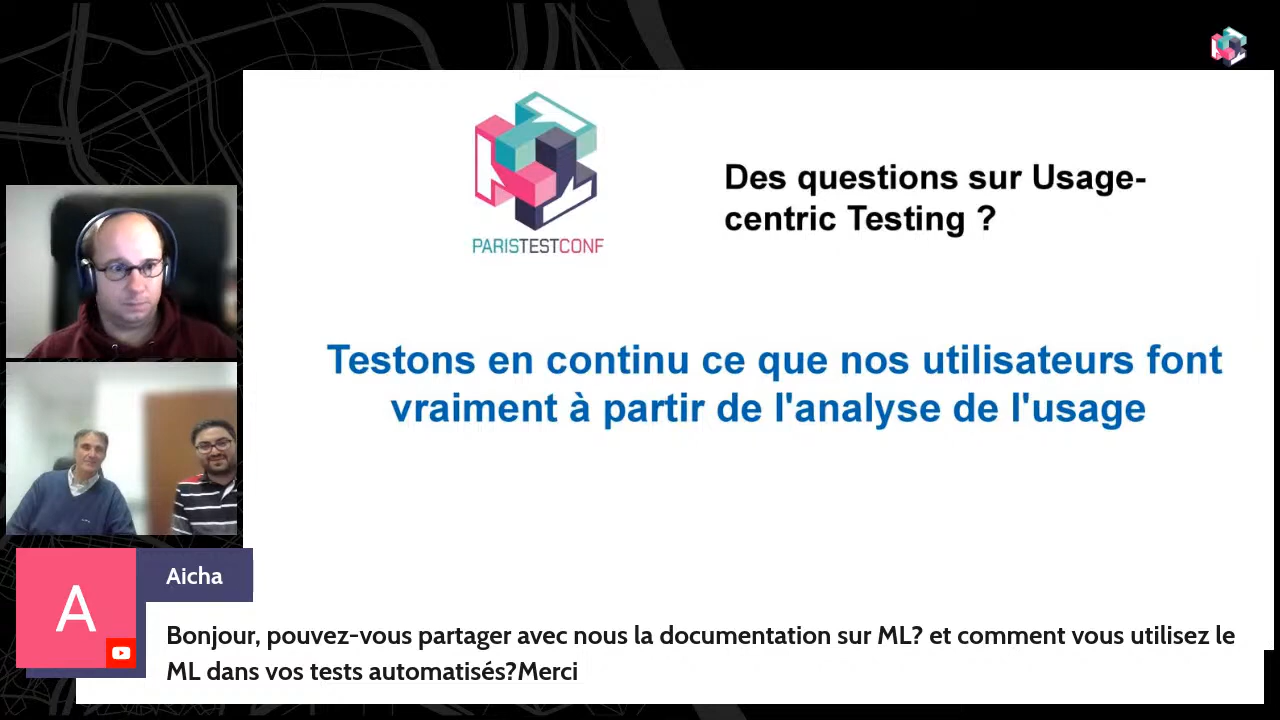 PARISTESTCONF
Des questions sur Usage-
centric Testing ?
Testons en continu ce que nos utilisateurs font
vraiment à partir de l'analyse de l'usage
A
Aicha
Bonjour, pouvez-vous partager avec nous la documentation sur ML? et comment vous utilisez le
ML dans vos tests automatisés?Merci